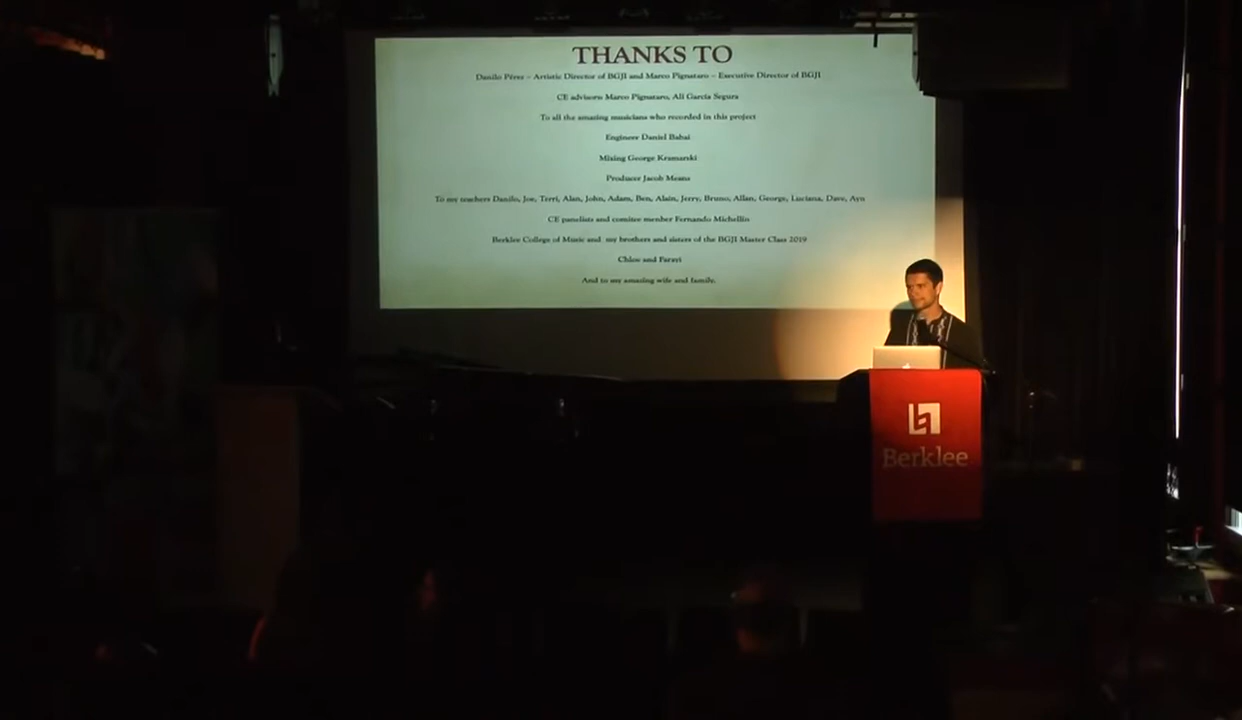 THANKS TO
Danilo Pérez – Artistic Director of BGJI and Marco Pignataro – Executive Director of BGJI
CE advisors: Marco Pignataro, Ali Garcia Segura
To all the amazing musicians who recorded in this project
Engineer Daniel Babai
Mixing George Kramarski
Producer Jacob Means
To my teachers Danilo, Joe, Terri, Alan, John, Adam, Ben, Alain, Jerry, Bruno, Allan, George, Luciana, Dave, Ayn
CE panelists and comitee member Fernando Michellin
Berklee College of Music and my brothers and sisters of the BGJI Master Class 2019
Chloe and Farayi
And to my amazing wife and family.
Berklee